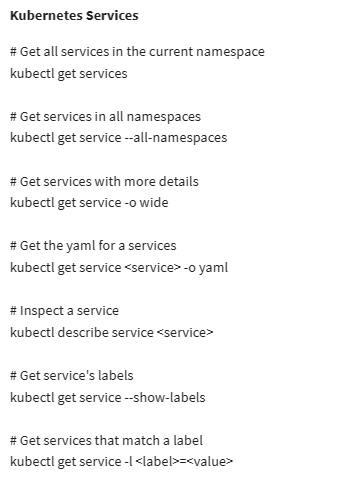 Kubernetes Services
# Get all services in the current namespace
kubectl get services
# Get services in all namespaces
kubectl get service --all-namespaces
# Get services with more details
kubectl get service -o wide
# Get the yaml for a services
kubectl get service <service> -o yaml
# Inspect a service
kubectl describe service <service>
# Get service's labels
kubectl get service --show-labels
# Get services that match a label
kubectl get service -l <label>=<value>